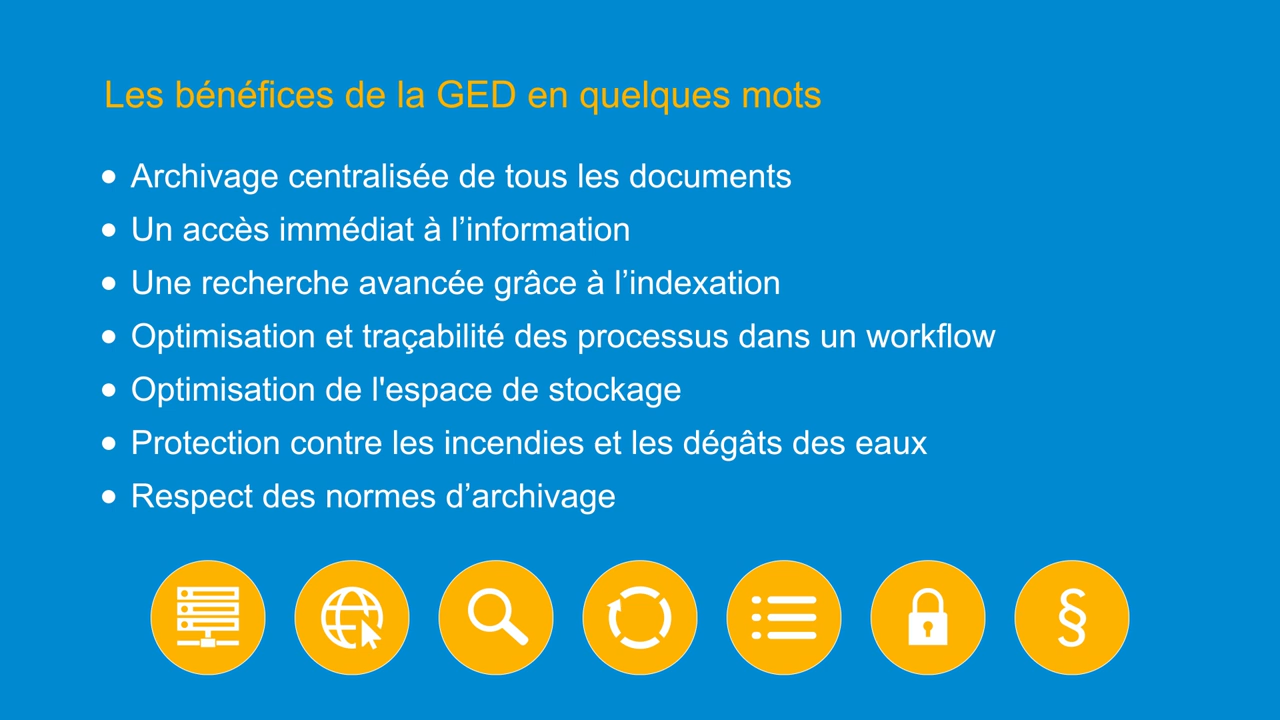 Les bénéfices de la GED en quelques mots
• Archivage centralisée de tous les documents
• Un accès immédiat à l’information
• Une recherche avancée grâce à l’indexation
• Optimisation et traçabilité des processus dans un workflow
• Optimisation de l'espace de stockage
• Protection contre les incendies et les dégâts des eaux
• Respect des normes d’archivage
§